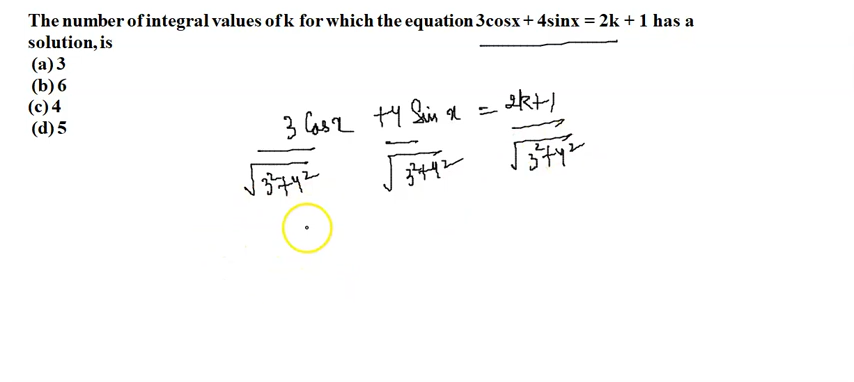 The number of integral values of k for which the equation 3cosx + 4sinx = 2k + 1 has a
solution, is
(a) 3
(b) 6
(c) 4
(d) 5
3 Cosx + 4 Sin x = 2k+1
√3²+4² √3²+4² √3²+4²